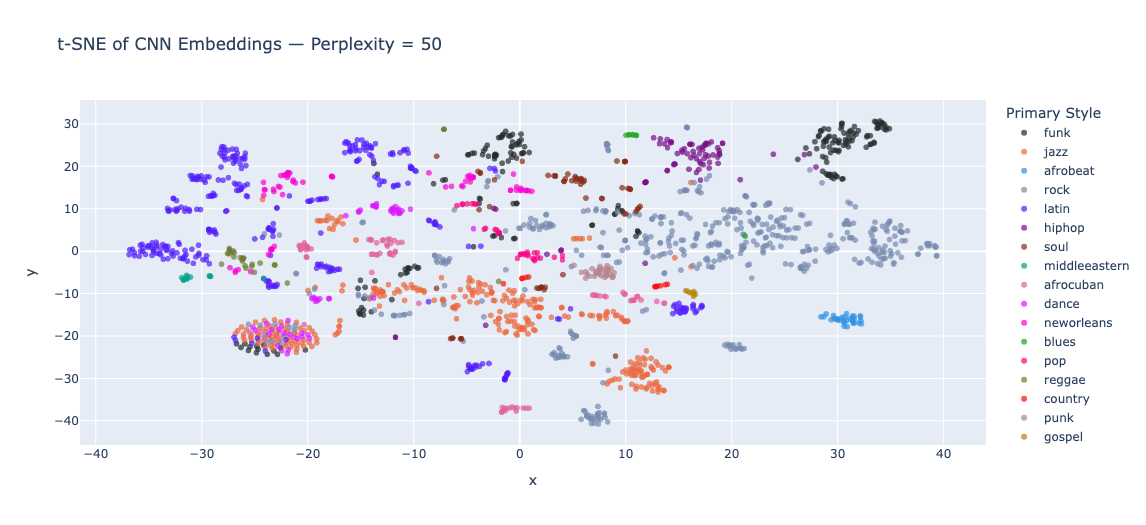 t-SNE of CNN Embeddings — Perplexity = 50
30
20
10
0
−10
−20
−30
−40
y
−40 −30 −20 −10 0 10 20 30 40
x
Primary Style
funk
jazz
afrobeat
rock
latin
hiphop
soul
middleeastern
afrocuban
dance
neworleans
blues
pop
reggae
country
punk
gospel